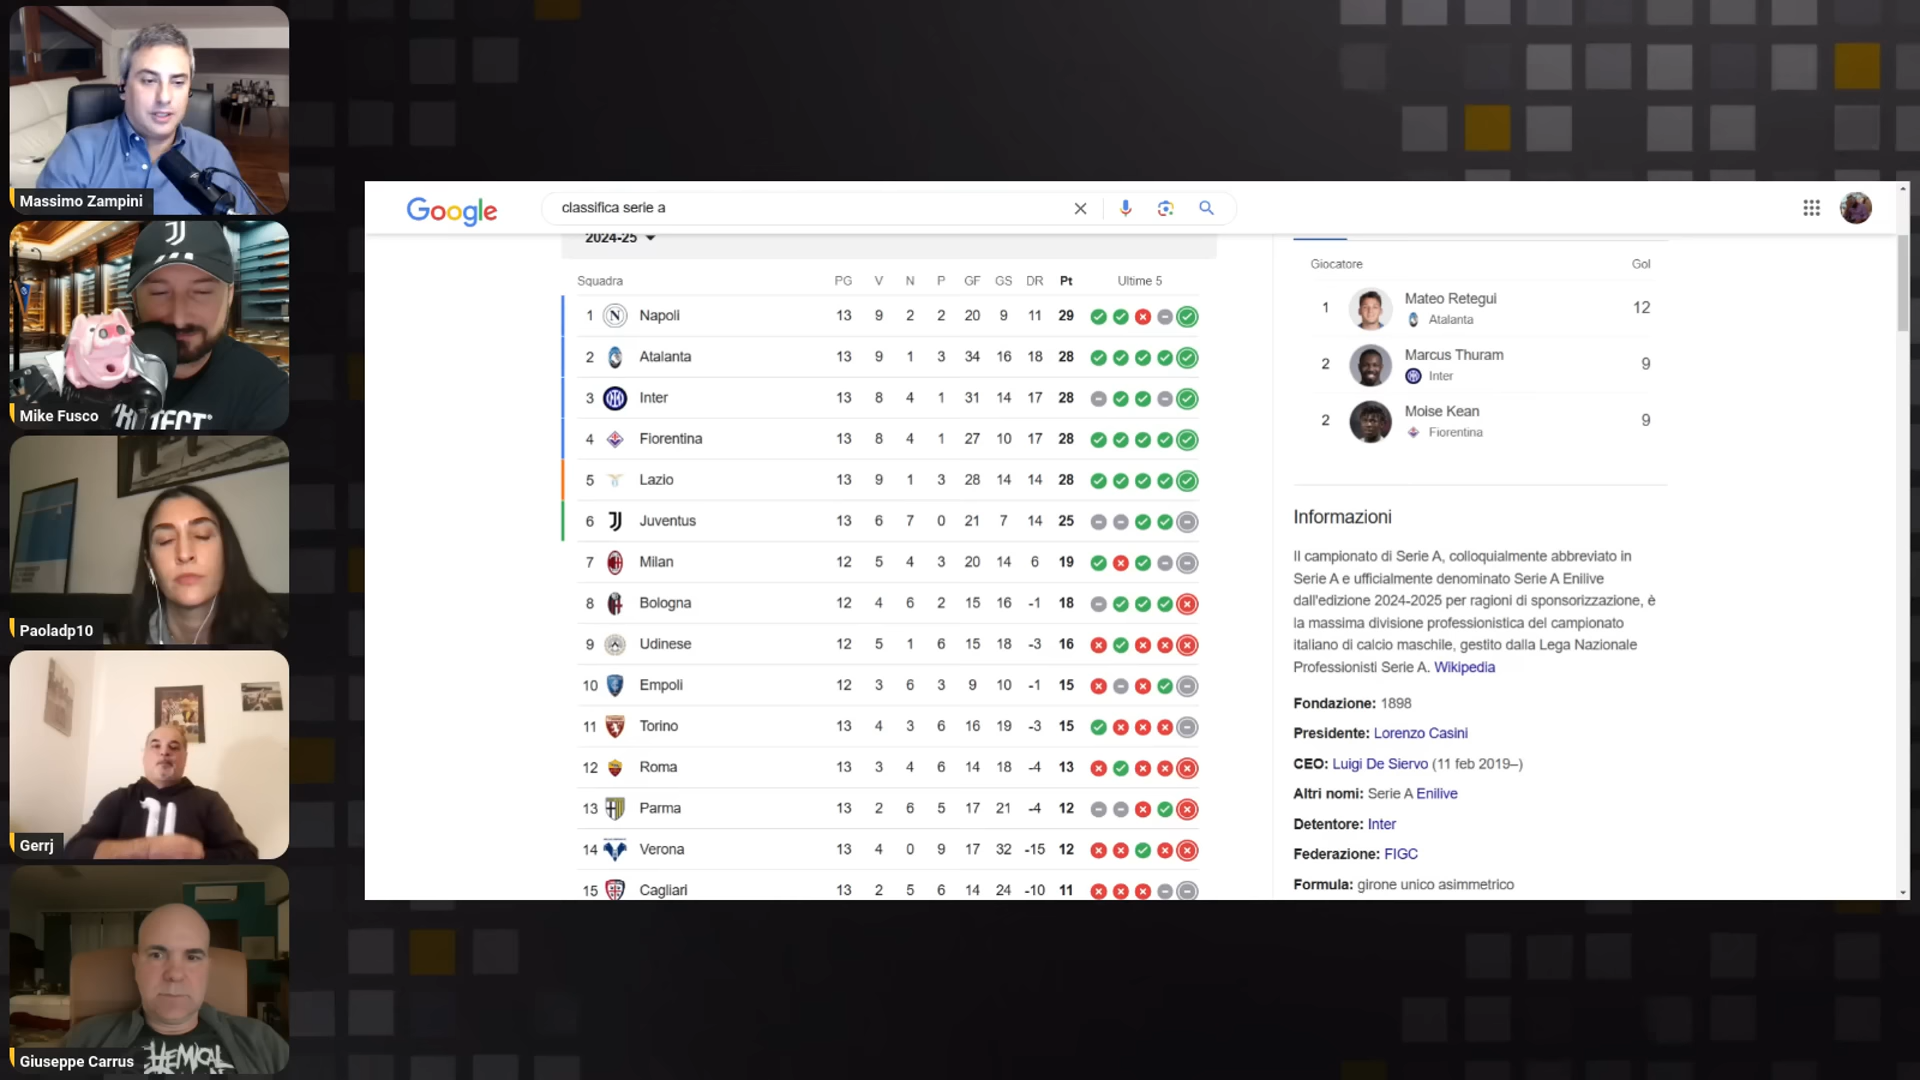 Massimo Zampini
Mike Fusco
Paoladp10
Gerrj
Giuseppe Carrus
Google
classifica serie a
2024-25
Squadra PG V N P GF GS DR Pt Ultime 5
1 Napoli 13 9 2 2 20 9 11 29
2 Atalanta 13 9 1 3 34 16 18 28
3 Inter 13 8 4 1 31 14 17 28
4 Fiorentina 13 8 4 1 27 10 17 28
5 Lazio 13 9 1 3 28 14 14 28
6 Juventus 13 6 7 0 21 7 14 25
7 Milan 12 5 4 3 20 14 6 19
8 Bologna 12 4 6 2 15 16 -1 18
9 Udinese 12 5 1 6 15 18 -3 16
10 Empoli 12 3 6 3 9 10 -1 15
11 Torino 13 4 3 6 16 19 -3 15
12 Roma 13 3 4 6 14 18 -4 13
13 Parma 13 2 6 5 17 21 -4 12
14 Verona 13 4 0 9 17 32 -15 12
15 Cagliari 13 2 5 6 14 24 -10 11
Giocatore Gol
1 Mateo Retegui 12
Atalanta
2 Marcus Thuram 9
Inter
2 Moise Kean 9
Fiorentina
Informazioni
Il campionato di Serie A, colloquialmente abbreviato in
Serie A e ufficialmente denominato Serie A Enilive
dall'edizione 2024-2025 per ragioni di sponsorizzazione, è
la massima divisione professionistica del campionato
italiano di calcio maschile, gestito dalla Lega Nazionale
Professionisti Serie A. Wikipedia
Fondazione: 1898
Presidente: Lorenzo Casini
CEO: Luigi De Siervo (11 feb 2019–)
Altri nomi: Serie A Enilive
Detentore: Inter
Federazione: FIGC
Formula: girone unico asimmetrico